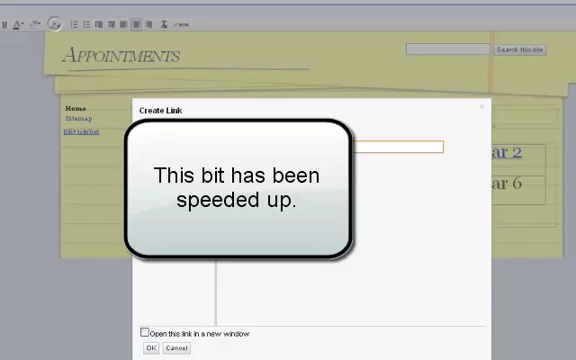 U A HTML
APPOINTMENTS
Search this site
Home
Sitemap
Edit sidebar
Create Link
This bit has been
speeded up.
ar 2
ar 6
Open this link in a new window
OK Cancel